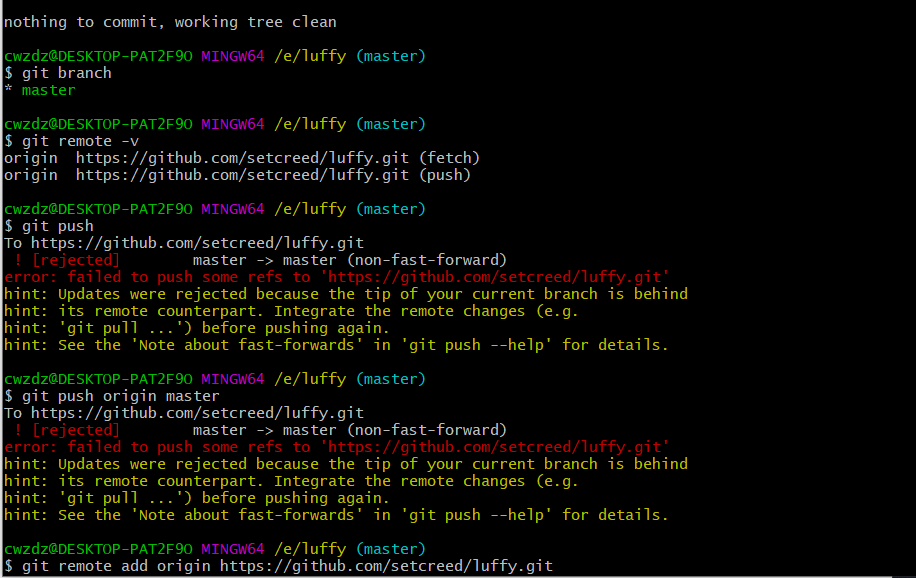 nothing to commit, working tree clean
cwzdz@DESKTOP-PAT2F9O MINGW64 /e/luffy (master)
$ git branch
* master
cwzdz@DESKTOP-PAT2F9O MINGW64 /e/luffy (master)
$ git remote -v
origin  https://github.com/setcreed/luffy.git (fetch)
origin  https://github.com/setcreed/luffy.git (push)
cwzdz@DESKTOP-PAT2F9O MINGW64 /e/luffy (master)
$ git push
To https://github.com/setcreed/luffy.git
 ! [rejected]        master -> master (non-fast-forward)
error: failed to push some refs to 'https://github.com/setcreed/luffy.git'
hint: Updates were rejected because the tip of your current branch is behind
hint: its remote counterpart. Integrate the remote changes (e.g.
hint: 'git pull ...') before pushing again.
hint: See the 'Note about fast-forwards' in 'git push --help' for details.
cwzdz@DESKTOP-PAT2F9O MINGW64 /e/luffy (master)
$ git push origin master
To https://github.com/setcreed/luffy.git
 ! [rejected]        master -> master (non-fast-forward)
error: failed to push some refs to 'https://github.com/setcreed/luffy.git'
hint: Updates were rejected because the tip of your current branch is behind
hint: its remote counterpart. Integrate the remote changes (e.g.
hint: 'git pull ...') before pushing again.
hint: See the 'Note about fast-forwards' in 'git push --help' for details.
cwzdz@DESKTOP-PAT2F9O MINGW64 /e/luffy (master)
$ git remote add origin https://github.com/setcreed/luffy.git